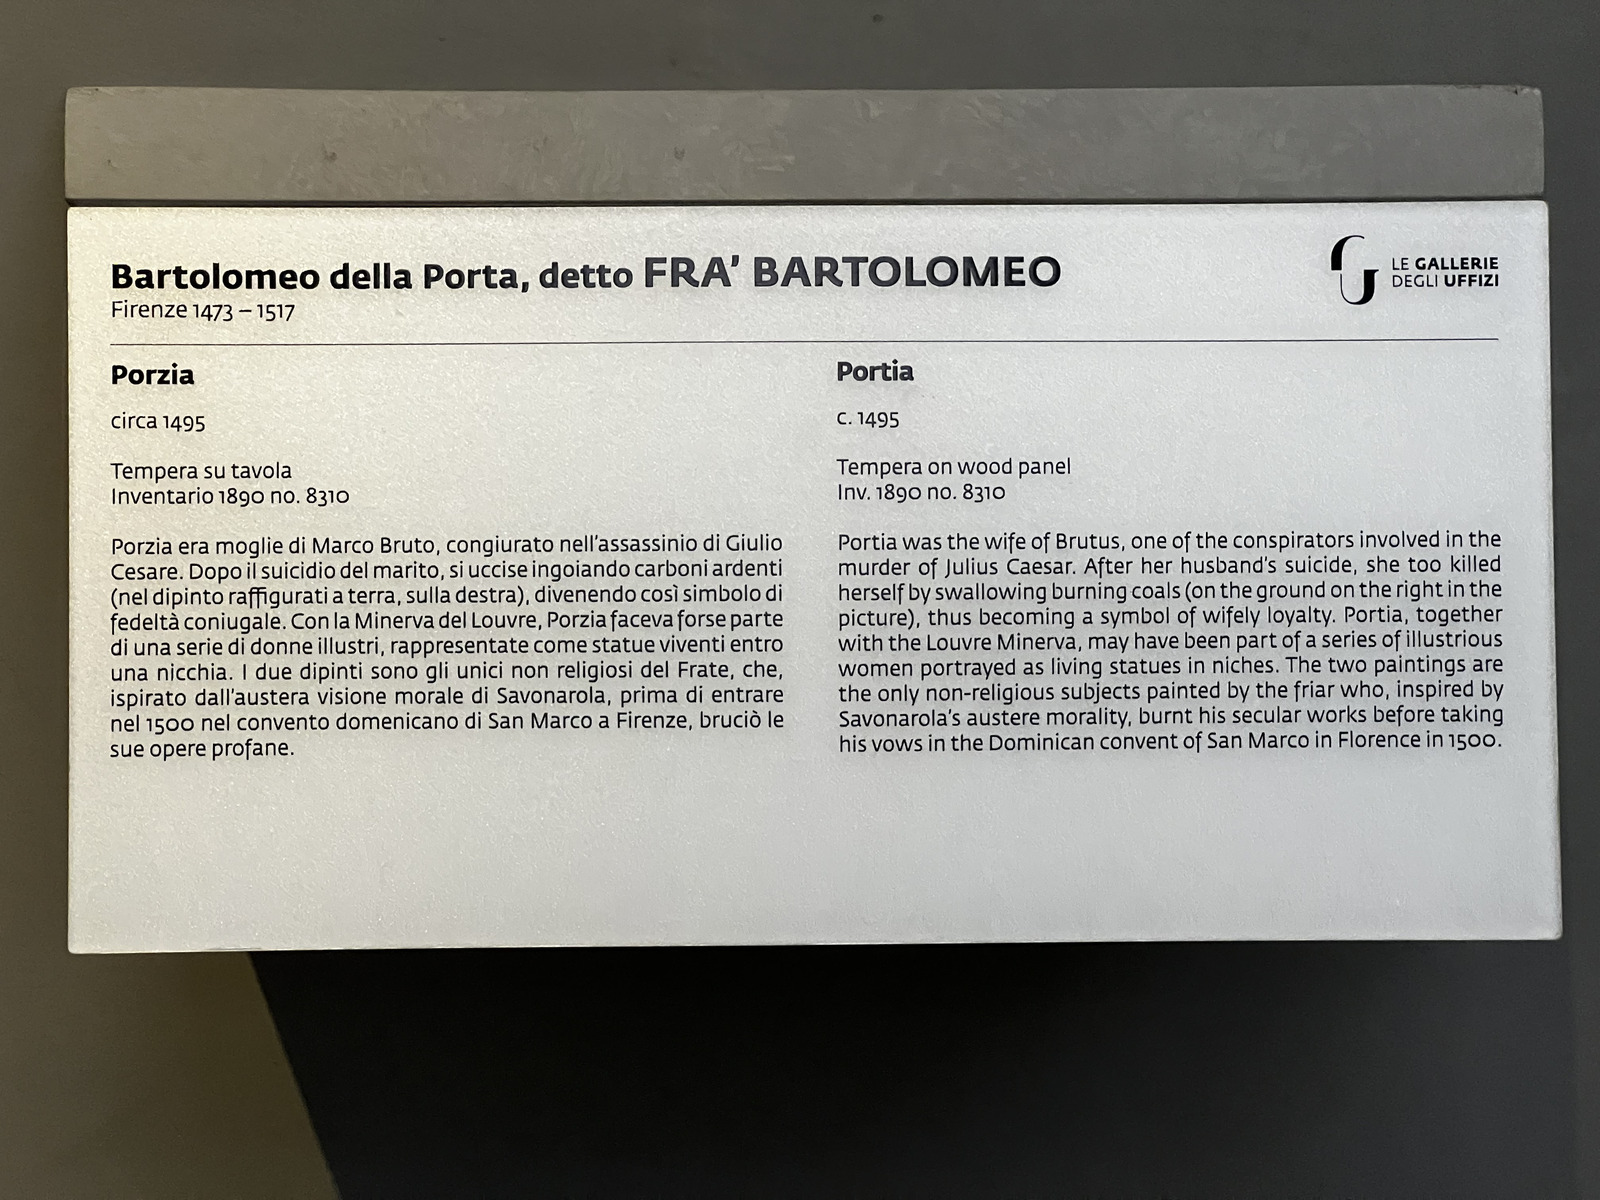 Bartolomeo della Porta, detto FRA' BARTOLOMEO
Firenze 1473 – 1517
LE GALLERIE
DEGLI UFFIZI
Porzia
circa 1495
Tempera su tavola
Inventario 1890 no. 8310
Porzia era moglie di Marco Bruto, congiurato nell'assassinio di Giulio
Cesare. Dopo il suicidio del marito, si uccise ingoiando carboni ardenti
(nel dipinto raffigurati a terra, sulla destra), divenendo così simbolo di
fedeltà coniugale. Con la Minerva del Louvre, Porzia faceva forse parte
di una serie di donne illustri, rappresentate come statue viventi entro
una nicchia. I due dipinti sono gli unici non religiosi del Frate, che,
ispirato dall'austera visione morale di Savonarola, prima di entrare
nel 1500 nel convento domenicano di San Marco a Firenze, bruciò le
sue opere profane.
Portia
c. 1495
Tempera on wood panel
Inv. 1890 no. 8310
Portia was the wife of Brutus, one of the conspirators involved in the
murder of Julius Caesar. After her husband's suicide, she too killed
herself by swallowing burning coals (on the ground on the right in the
picture), thus becoming a symbol of wifely loyalty. Portia, together
with the Louvre Minerva, may have been part of a series of illustrious
women portrayed as living statues in niches. The two paintings are
the only non-religious subjects painted by the friar who, inspired by
Savonarola's austere morality, burnt his secular works before taking
his vows in the Dominican convent of San Marco in Florence in 1500.